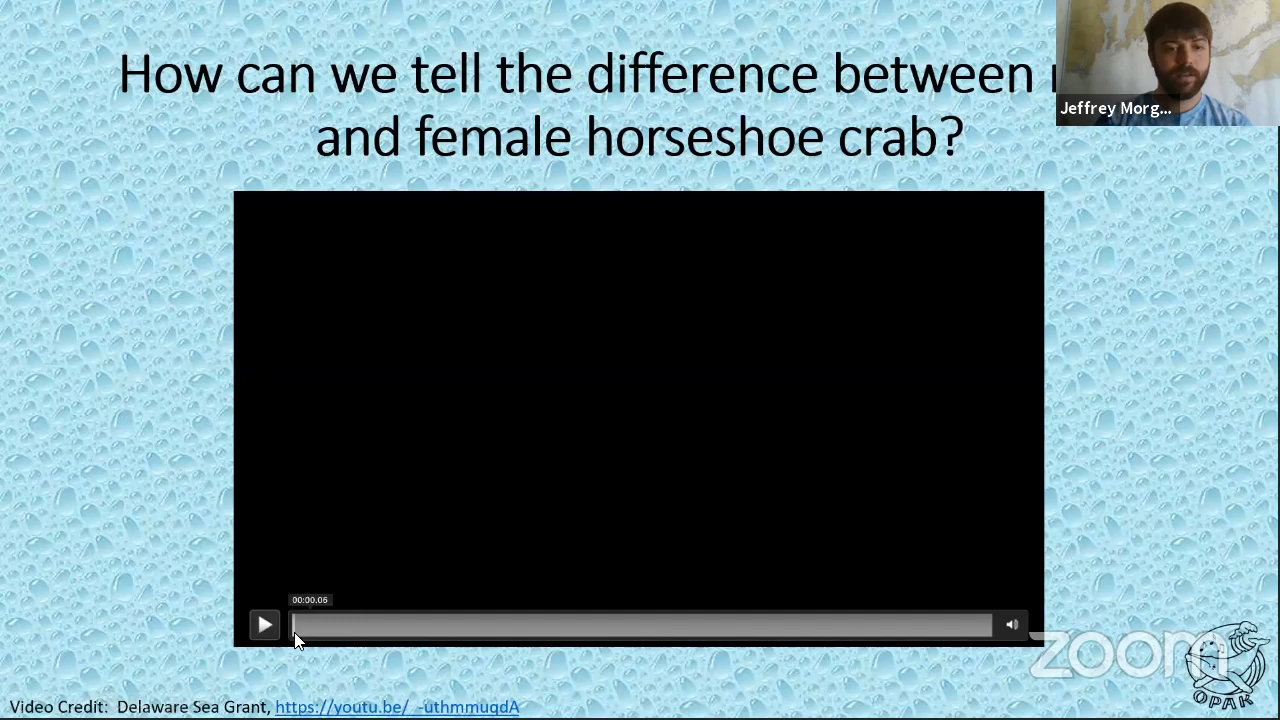 How can we tell the difference between
and female horseshoe crab?
Jeffrey Morg...
00:00.06
zoom
OPAK
Video Credit: Delaware Sea Grant, https://youtu.be/_-uthmmuqdA